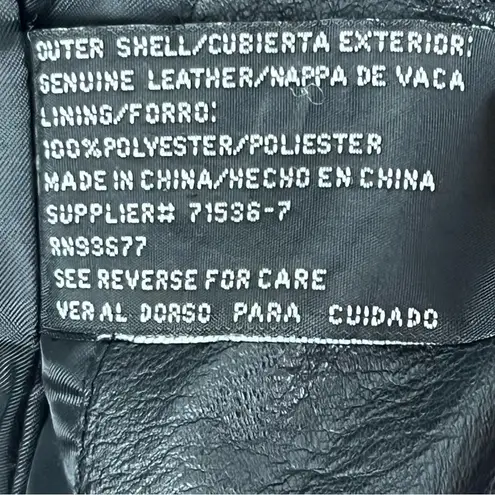 OUTER SHELL/CUBIERTA EXTERIOR:
GENUINE LEATHER/NAPPA DE VACA
LINING/FORRO:
100%POLYESTER/POLIESTER
MADE IN CHINA/HECHO EN CHINA
SUPPLIER# 71536-7
RN93677
SEE REVERSE FOR CARE
VER AL DORSO PARA CUIDADO